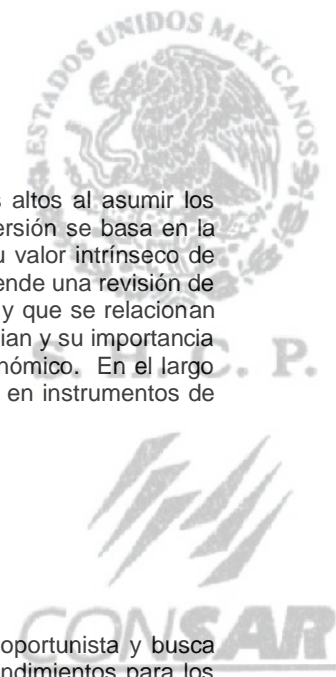 ESTADOS UNIDOS MEXICANOS
s altos al asumir los
ersión se basa en la
u valor intrínseco de
ende una revisión de
y que se relacionan
ian y su importancia
nómico. En el largo
en instrumentos de
S. H. C. P.
CONSAR
oportunista y busca
ndimientos para los